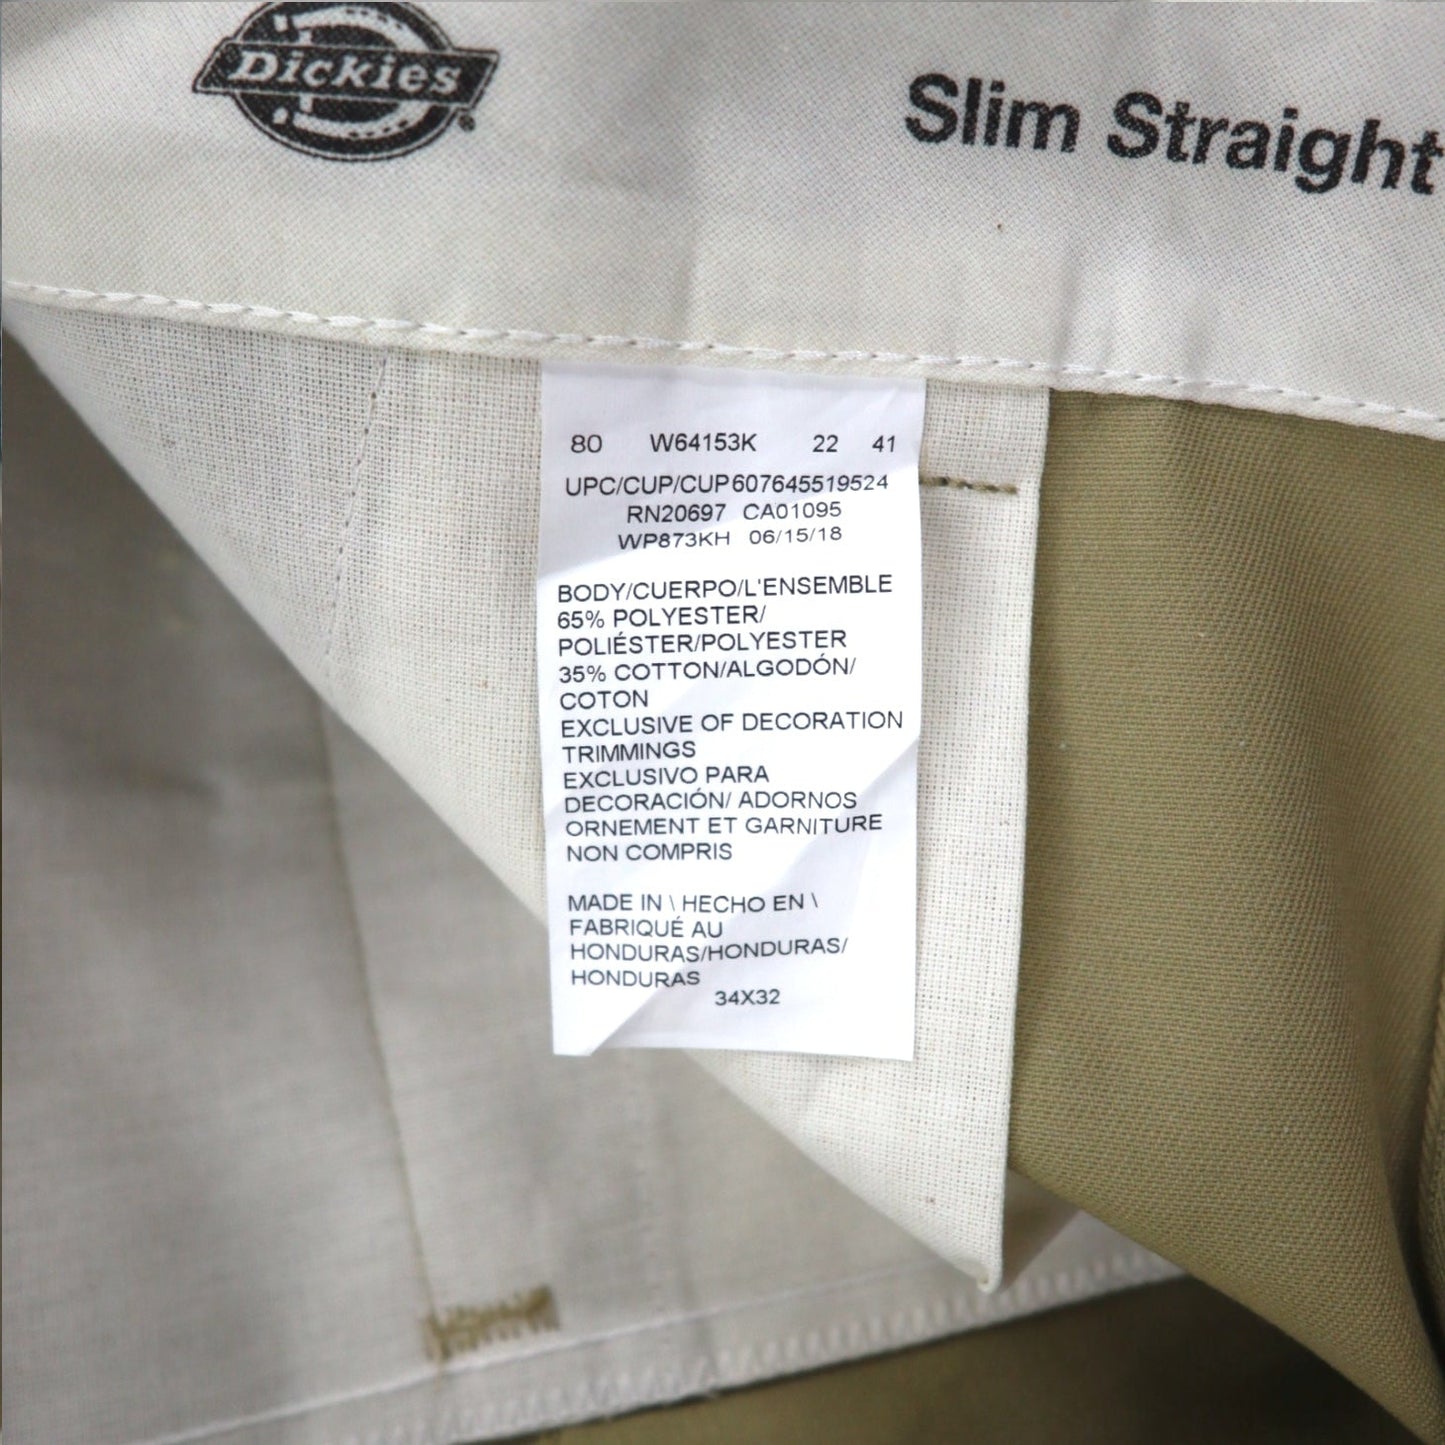 Dickies®
Slim Straight
80 W64153K 22 41
UPC/CUP/CUP607645519524
RN20697 CA01095
WP873KH 06/15/18
BODY/CUERPO/L'ENSEMBLE
65% POLYESTER/
POLIÉSTER/POLYESTER
35% COTTON/ALGODÓN/
COTON
EXCLUSIVE OF DECORATION
TRIMMINGS
EXCLUSIVO PARA
DECORACIÓN/ ADORNOS
ORNEMENT ET GARNITURE
NON COMPRIS
MADE IN \ HECHO EN \
FABRIQUÉ AU
HONDURAS/HONDURAS/
HONDURAS
34X32